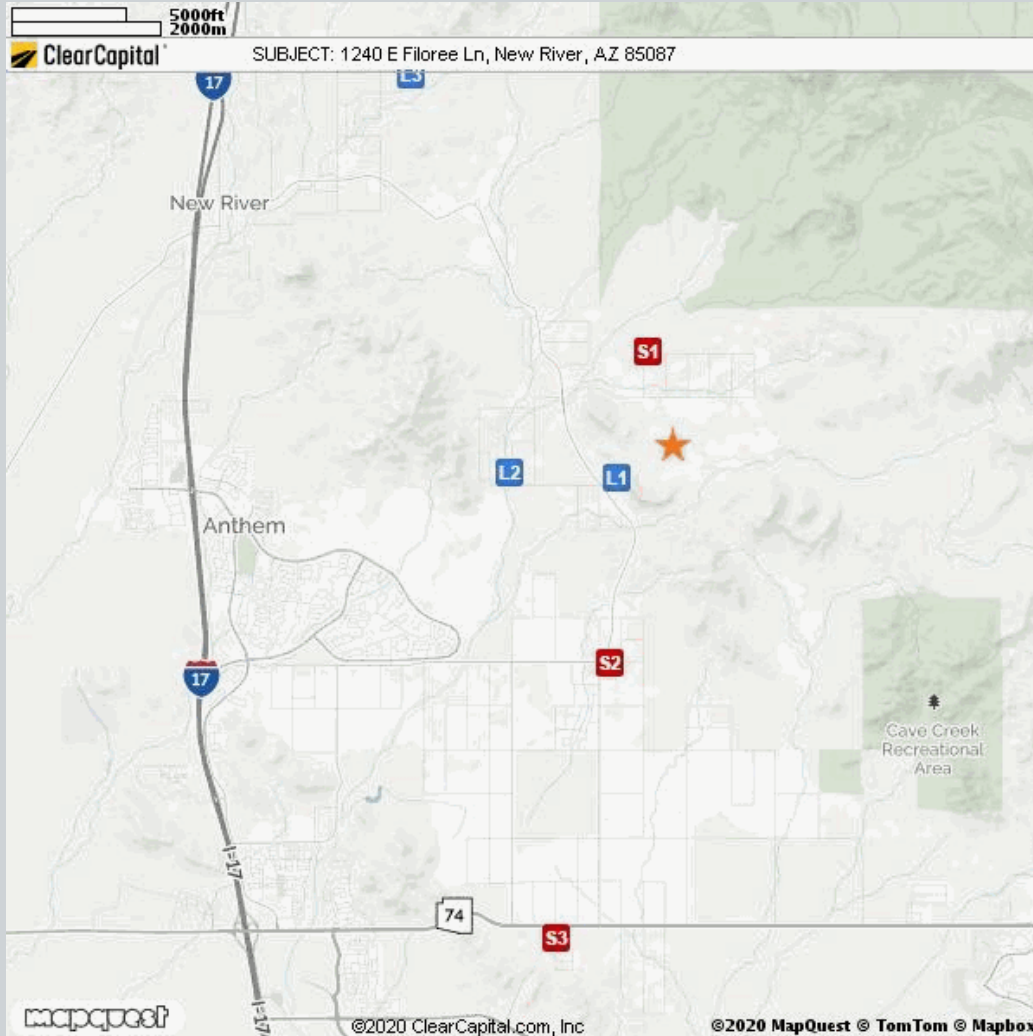 5000ft
2000m
ClearCapital
SUBJECT: 1240 E Filoree Ln, New River, AZ 85087
17
L3
New River
S1
L2
L1
Anthem
S2
17
Cave Creek
Recreational
Area
I-17
74
S3
I-17
mapquest
©2020 ClearCapital.com, Inc
©2020 MapQuest © TomTom © Mapbo